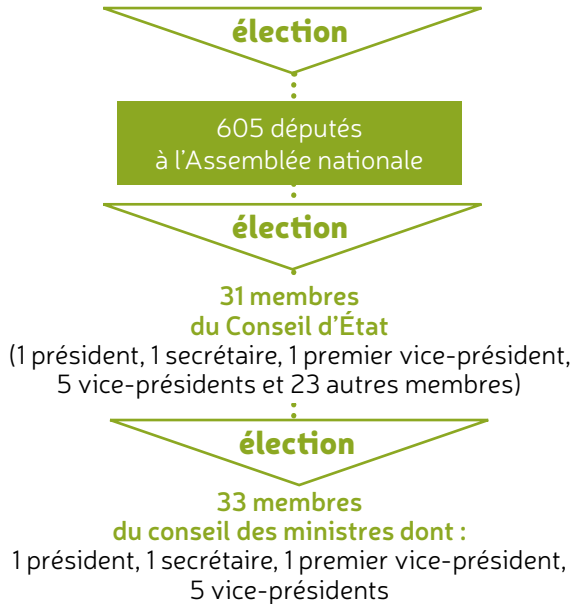 élection
605 députés
à l'Assemblée nationale
élection
31 membres
du Conseil d'État
(1 président, 1 secrétaire, 1 premier vice-président,
5 vice-présidents et 23 autres membres)
élection
33 membres
du conseil des ministres dont :
1 président, 1 secrétaire, 1 premier vice-président,
5 vice-présidents